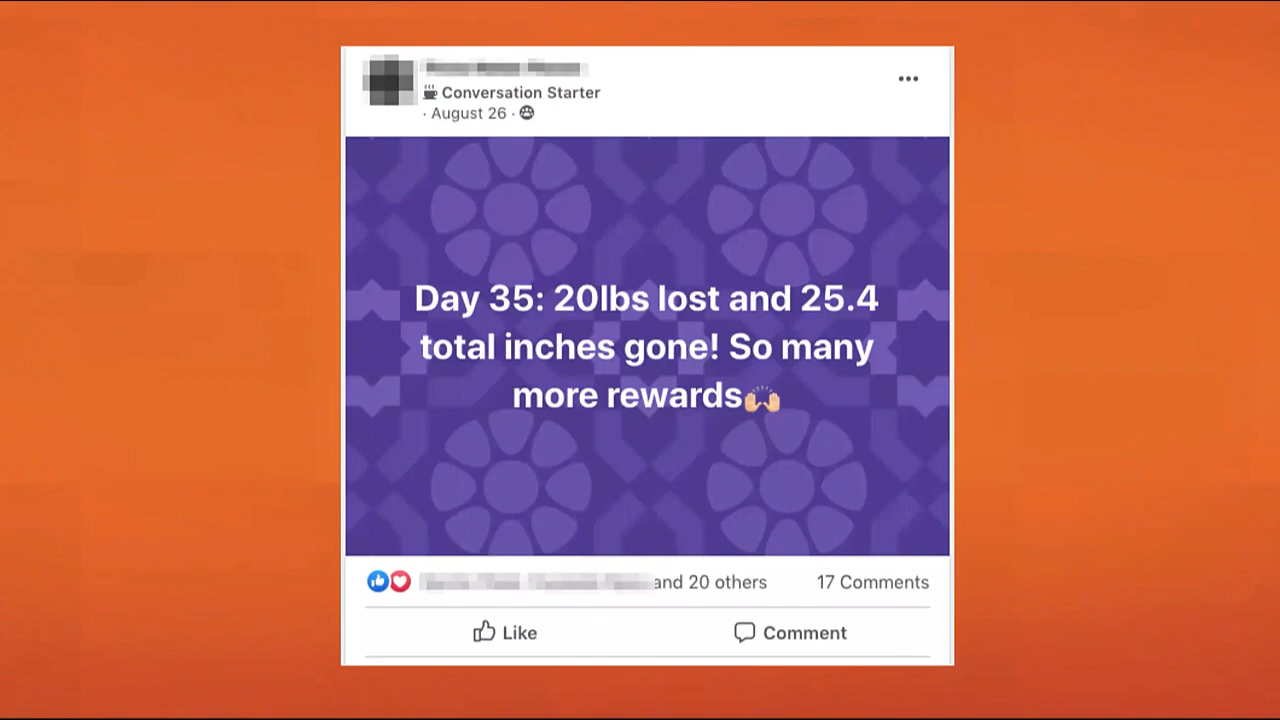 Conversation Starter
· August 26 ·
Day 35: 20lbs lost and 25.4
total inches gone! So many
more rewards🙌🏼
and 20 others
17 Comments
Like
Comment